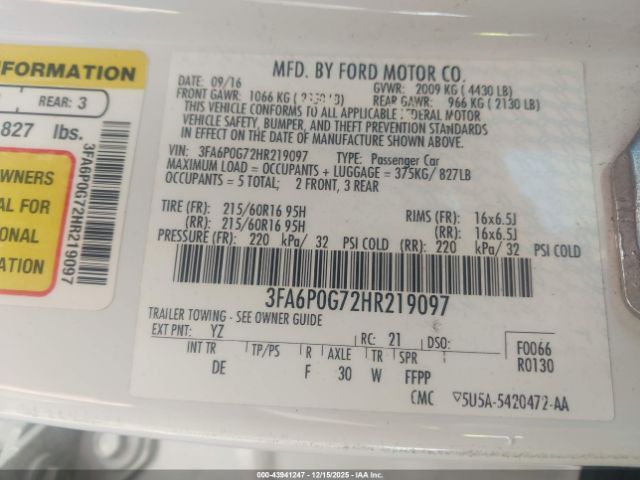 INFORMATION
REAR: 3
827 lbs.
OWNERS
AL FOR
ONAL
ATION
3FA6P0G72HR219097
MFD. BY FORD MOTOR CO.
DATE: 09/16 GVWR: 2009 KG (4430 LB)
FRONT GAWR: 1066 KG ( LB) REAR GAWR: 966 KG (2130 LB)
THIS VEHICLE CONFORMS TO ALL APPLICABLE FEDERAL MOTOR
VEHICLE SAFETY, BUMPER, AND THEFT PREVENTION STANDARDS
IN EFFECT ON THE DATE OF MANUFACTURE SHOWN ABOVE.
VIN: 3FA6P0G72HR219097 TYPE: Passenger Car
MAXIMUM LOAD = OCCUPANTS + LUGGAGE = 375KG/ 827LB
OCCUPANTS = 5 TOTAL; 2 FRONT, 3 REAR
TIRE (FR): 215/60R16 95H RIMS (FR): 16x6.5J
(RR): 215/60R16 95H (RR): 16x6.5J
PRESSURE (FR): 220 kPa/ 32 PSI COLD (RR): 220 kPa/ 32 PSI COLD
3FA6P0G72HR219097
TRAILER TOWING - SEE OWNER GUIDE
EXT PNT: YZ RC: 21 DSO: F0066
INT TR TP/PS R AXLE TR SPR R0130
DE F 30 W FFPP
CMC ▽5U5A-5420472-AA
000-43941247 - 12/15/2025 - IAA Inc.